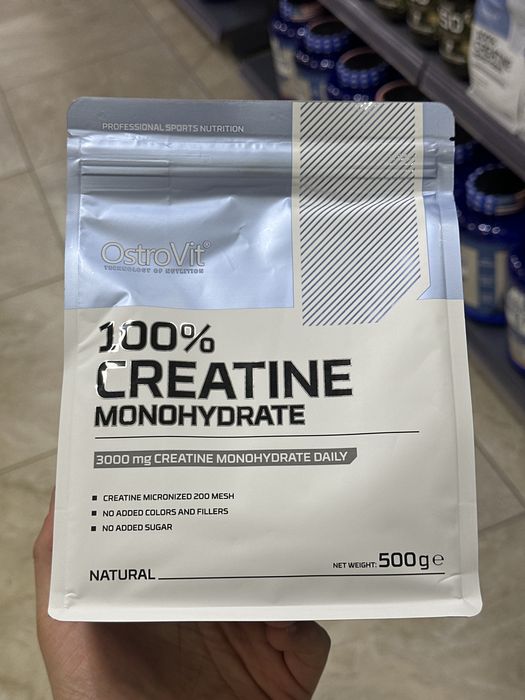 PROFESSIONAL SPORTS NUTRITION
OstroVit®
TECHNOLOGY OF NUTRITION
100%
CREATINE
MONOHYDRATE
3000 mg CREATINE MONOHYDRATE DAILY
CREATINE MICRONIZED 200 MESH
NO ADDED COLORS AND FILLERS
NO ADDED SUGAR
NATURAL
NET WEIGHT: 500g℮
CREATINE